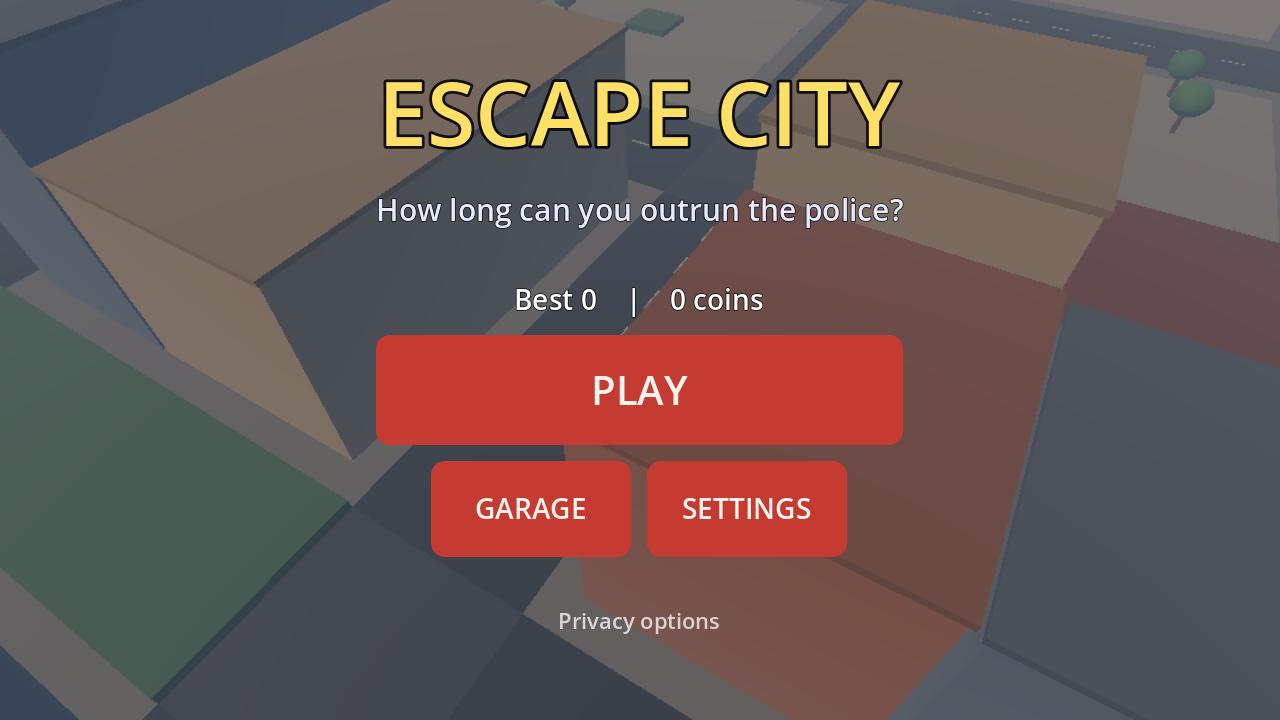 ESCAPE CITY
How long can you outrun the police?
Best 0 | 0 coins
PLAY
GARAGE SETTINGS
Privacy options